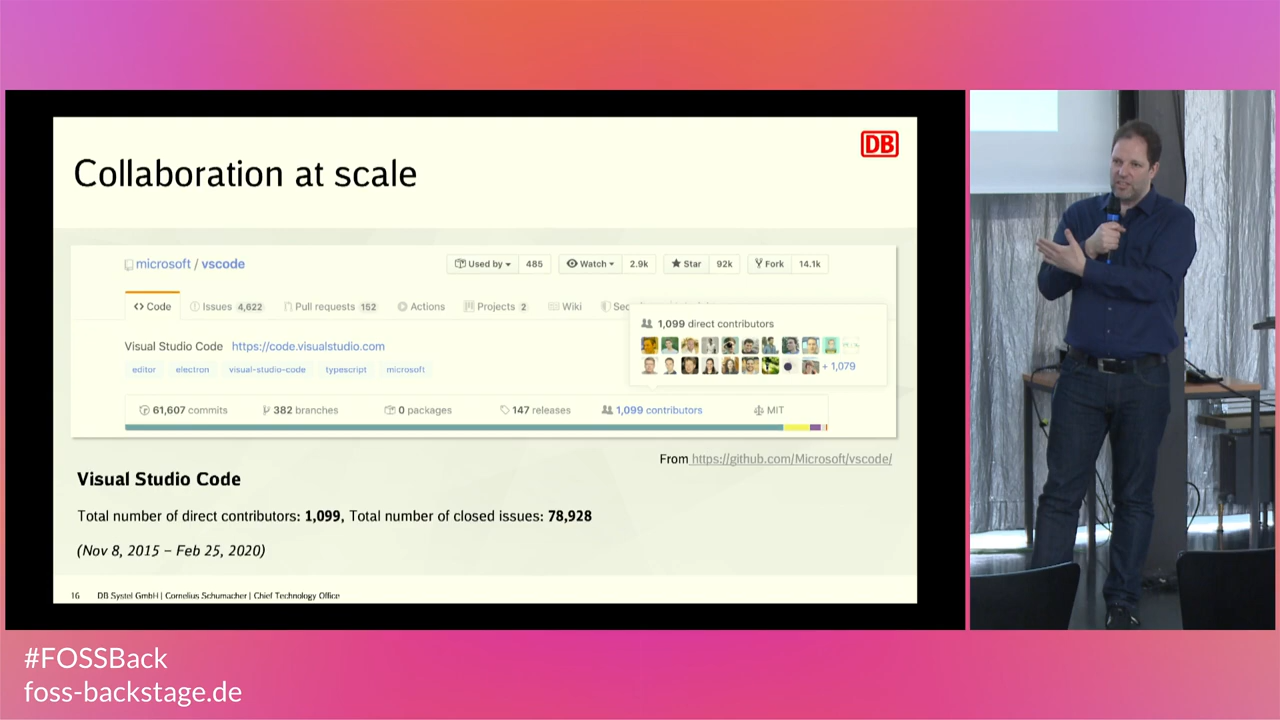 DB
Collaboration at scale
microsoft / vscode
Used by 485 Watch 2.9k Star 92k Fork 14.1k
Code Issues 4,622 Pull requests 152 Actions Projects 2 Wiki Sec
1,099 direct contributors
Visual Studio Code https://code.visualstudio.com
+ 1,079
editor electron visual-studio-code typescript microsoft
61,607 commits 382 branches 0 packages 147 releases 1,099 contributors MIT
From https://github.com/Microsoft/vscode/
Visual Studio Code
Total number of direct contributors: 1,099, Total number of closed issues: 78,928
(Nov 8, 2015 – Feb 25, 2020)
16 DB Systel GmbH | Cornelius Schumacher | Chief Technology Office
#FOSSBack
foss-backstage.de